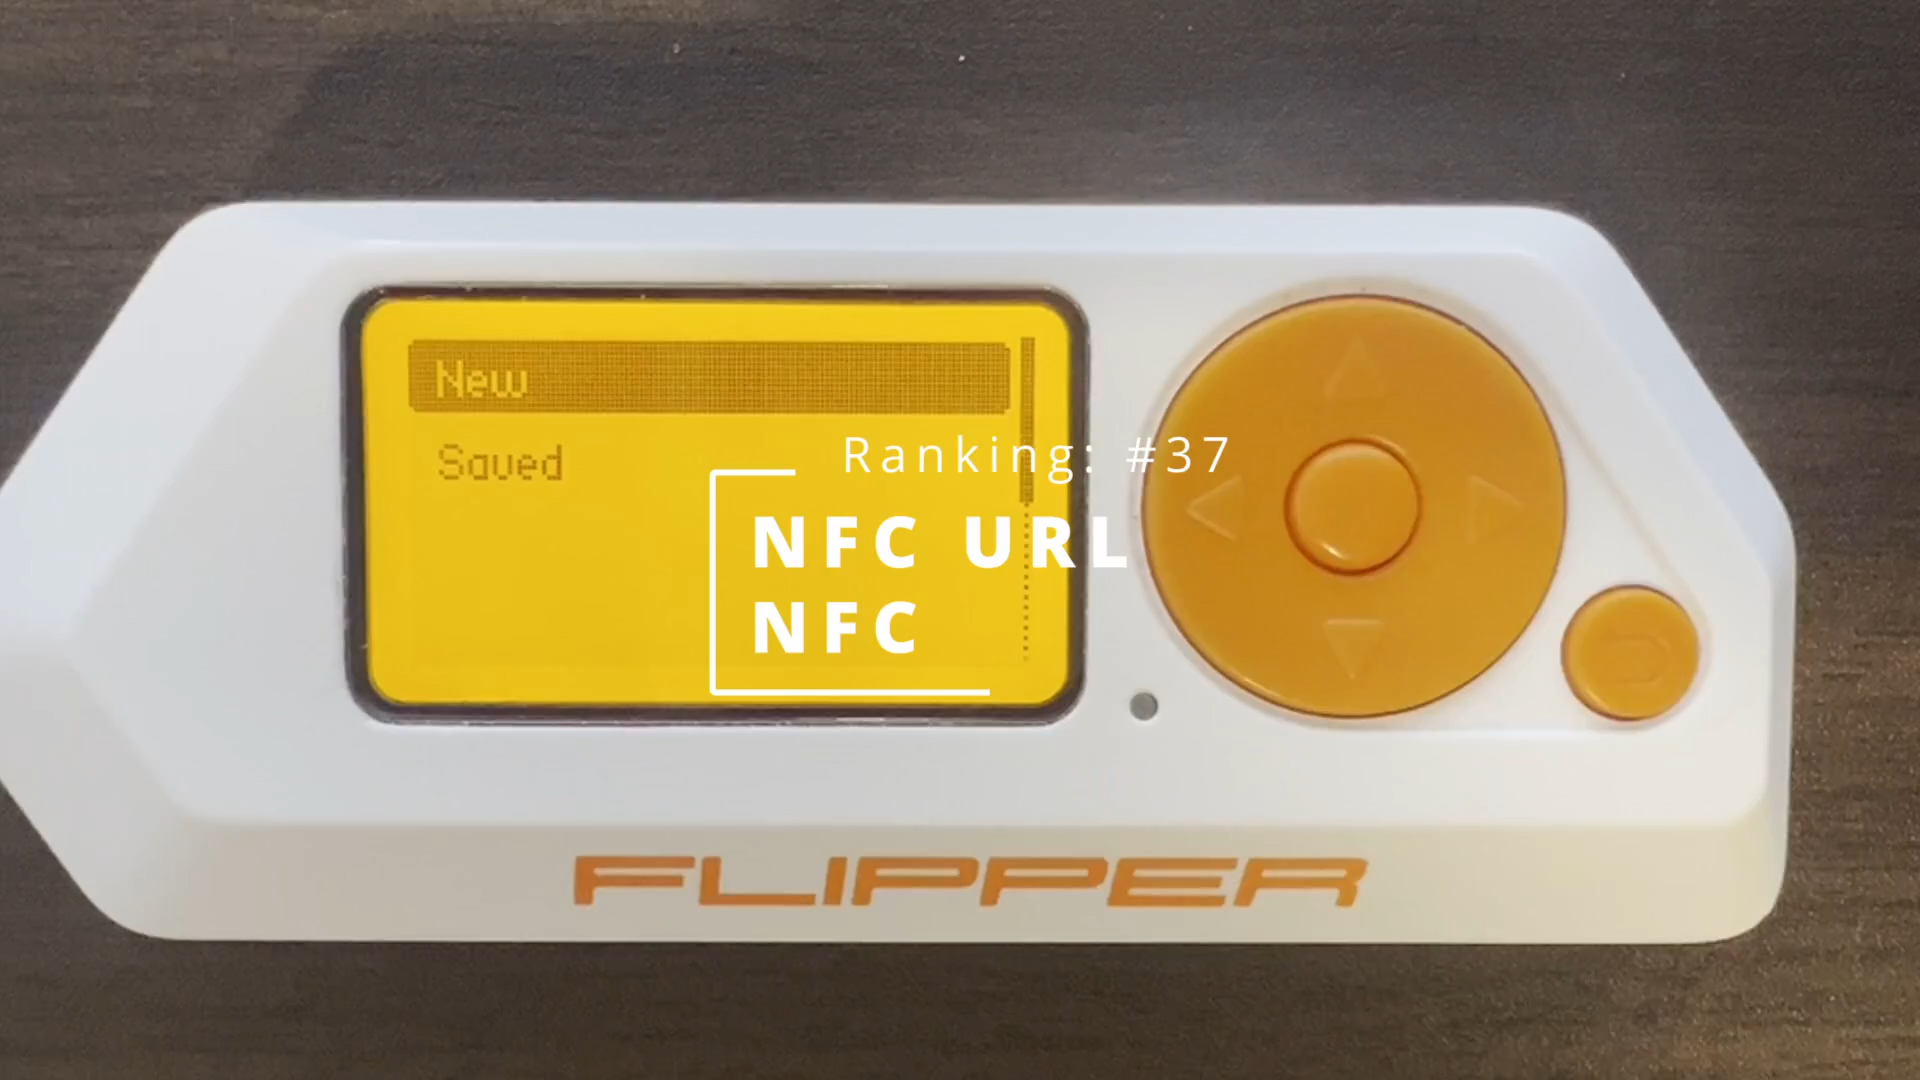 New
Saved
Ranking: #37
NFC URL
NFC
FLIPPER